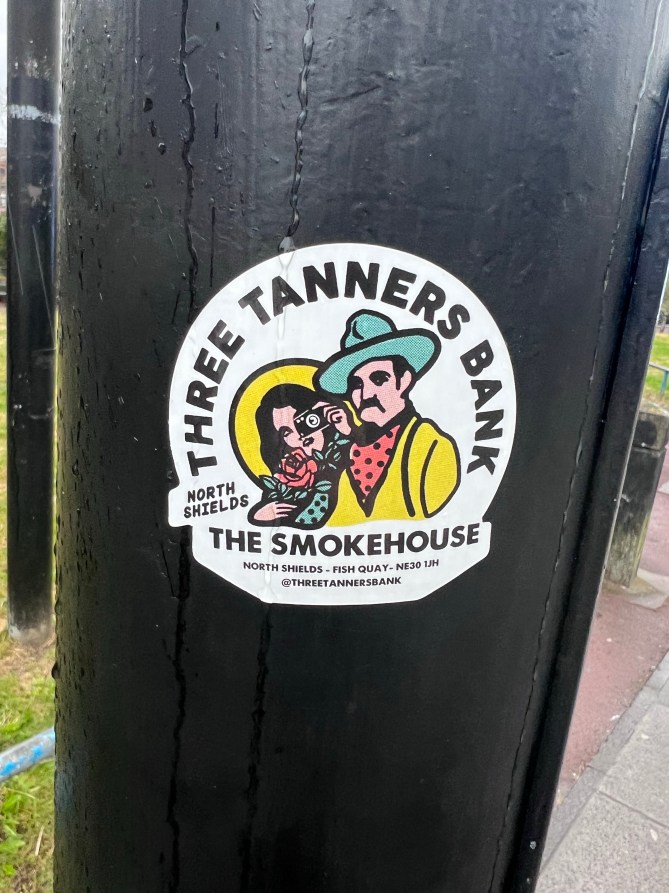 THREE TANNERS BANK
NORTH
SHIELDS
THE SMOKEHOUSE
NORTH SHIELDS - FISH QUAY- NE30 1JH
@THREETANNERSBANK